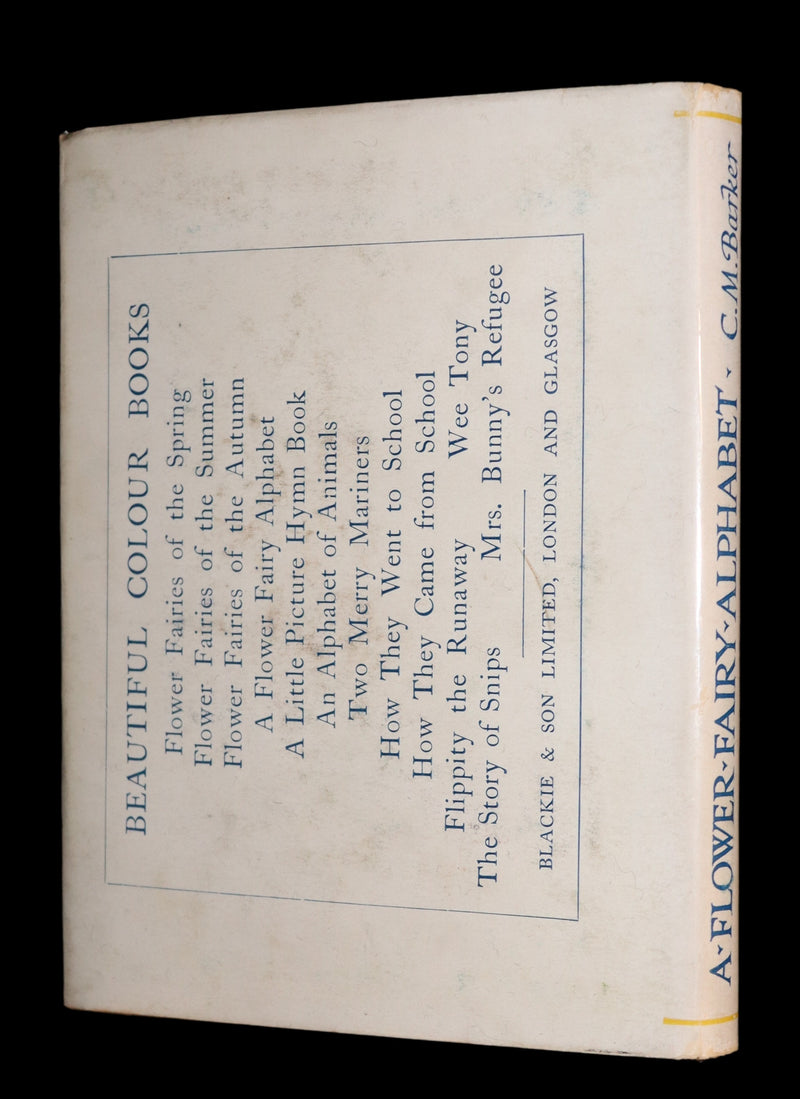 BEAUTIFUL COLOUR BOOKS
Flower Fairies of the Spring
Flower Fairies of the Summer
Flower Fairies of the Autumn
A Flower Fairy Alphabet
A Little Picture Hymn Book
An Alphabet of Animals
Two Merry Mariners
How They Went to School
How They Came from School
Flippity the Runaway Wee Tony
The Story of Snips Mrs. Bunny's Refugee
BLACKIE & SON LIMITED, LONDON AND GLASGOW
A·FLOWER·FAIRY·ALPHABET· C.M.Barker